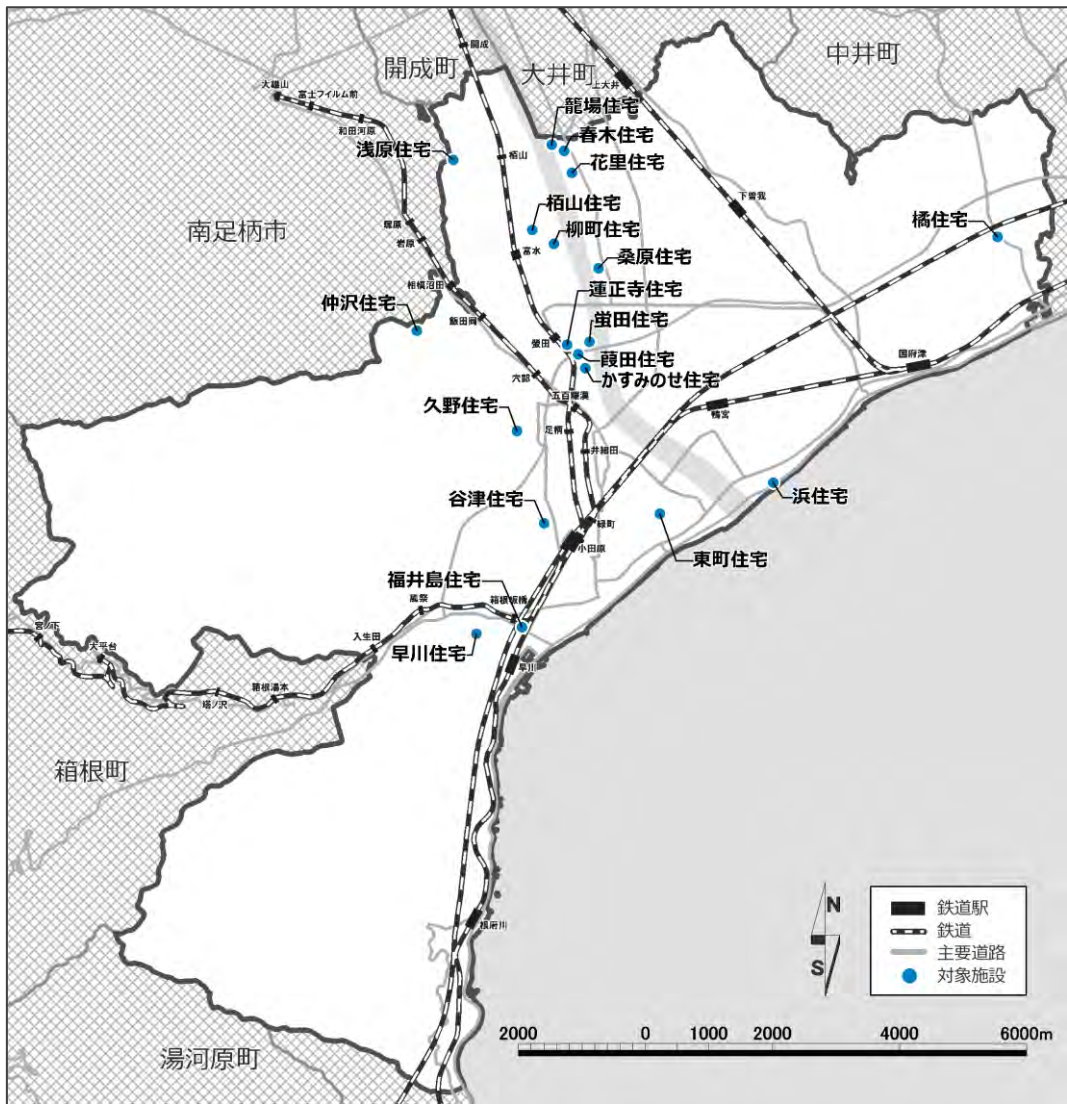 開成町
大井町
中井町
開成
上大井
大雄山
富士フイルム前
和田河原
籠場住宅
春木住宅
浅原住宅
花里住宅
栢山
下曽我
栢山住宅
南足柄市
柳町住宅
橘住宅
塚原
岩原
富水
桑原住宅
相模沼田
蓮正寺住宅
仲沢住宅
飯田岡
蛍田住宅
螢田
葭田住宅
国府津
かすみのせ住宅
穴部
五百羅漢
久野住宅
足柄
鴨宮
井細田
谷津住宅
浜住宅
緑町
小田原
東町住宅
福井島住宅
箱根板橋
風祭
宮ノ下
入生田
早川住宅
大平台
早川
箱根湯本
塔ノ沢
箱根町
根府川
湯河原町
N
S
鉄道駅
鉄道
主要道路
対象施設
2000 0 1000 2000 4000 6000m